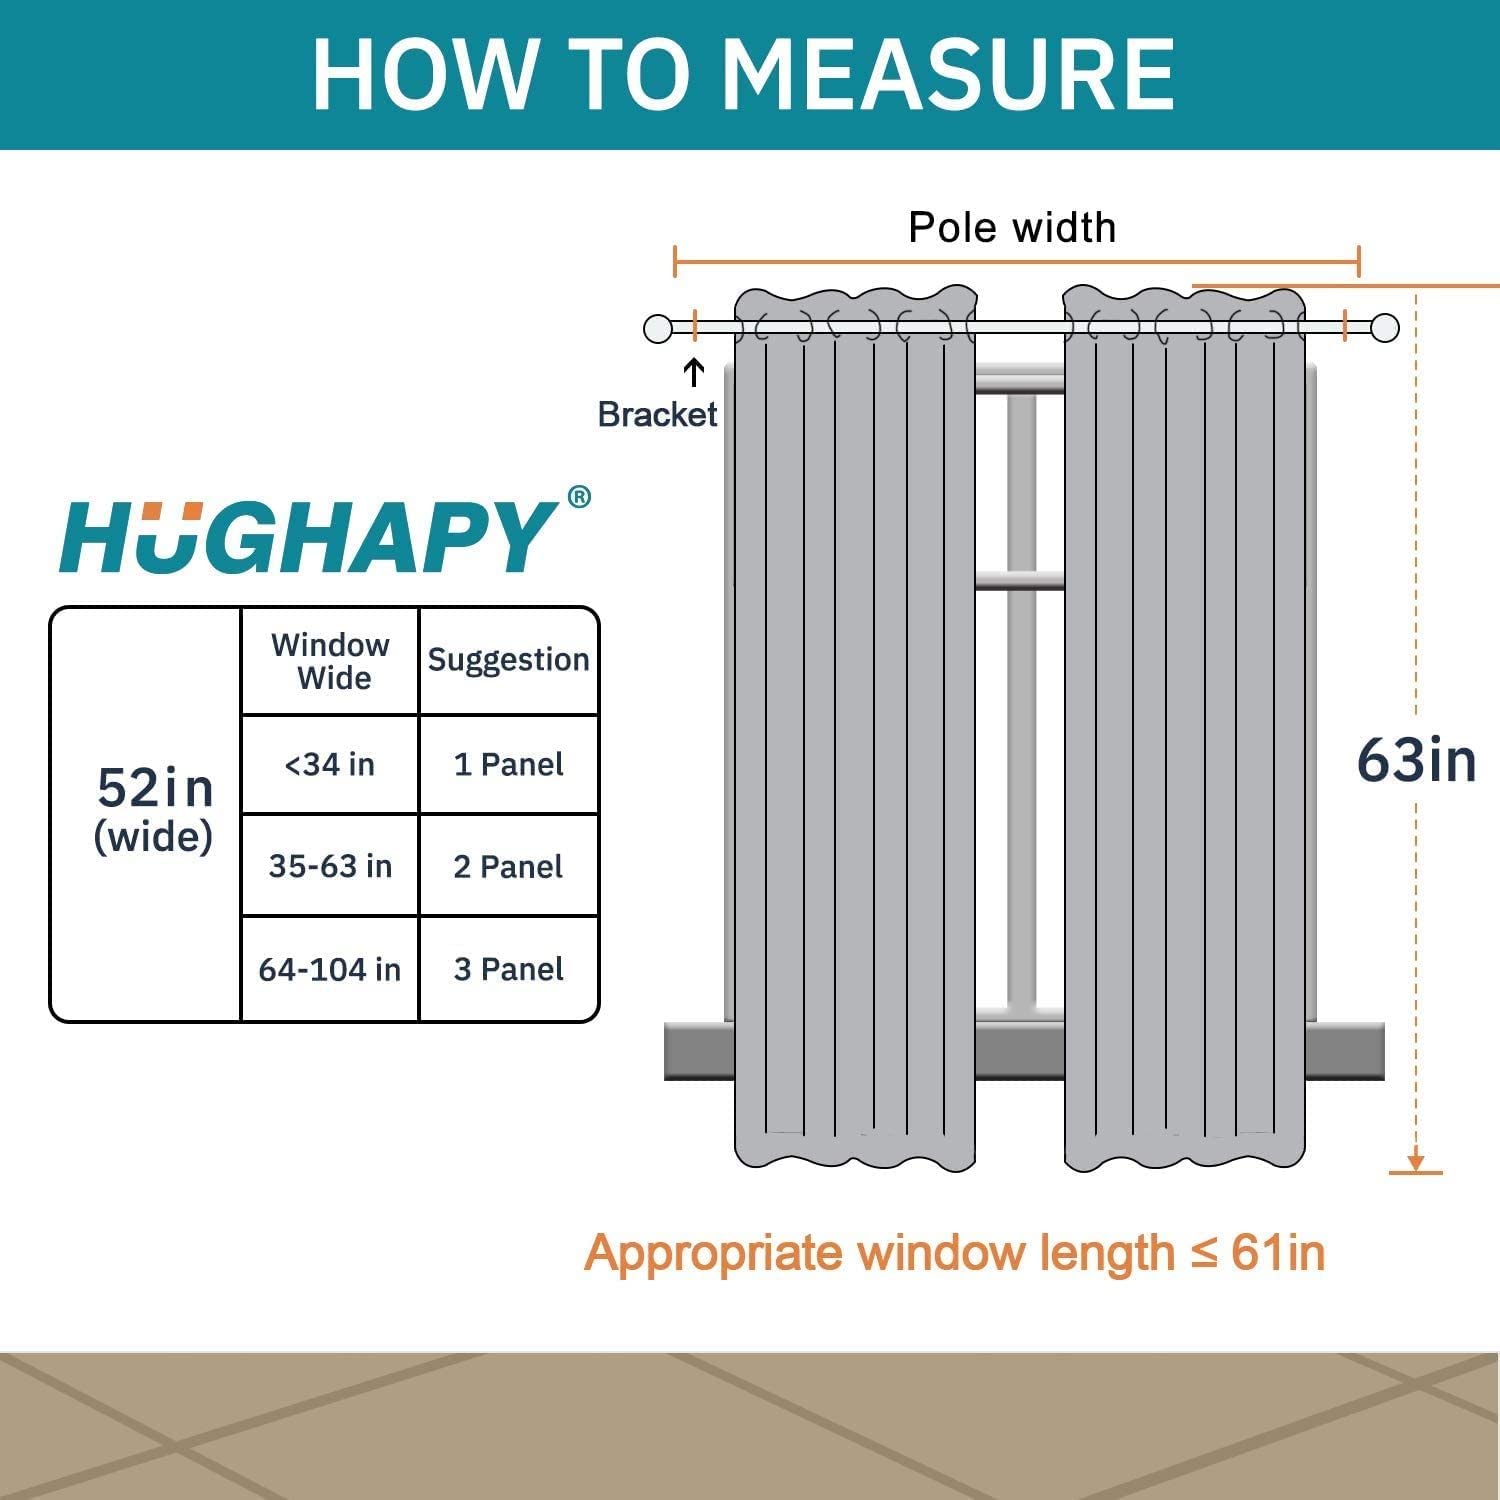 HOW TO MEASURE
Pole width
Bracket
HÜGHAPY®
52in
(wide)
Window
Wide
Suggestion
<34 in
1 Panel
35-63 in
2 Panel
64-104 in
3 Panel
63in
Appropriate window length ≤ 61in